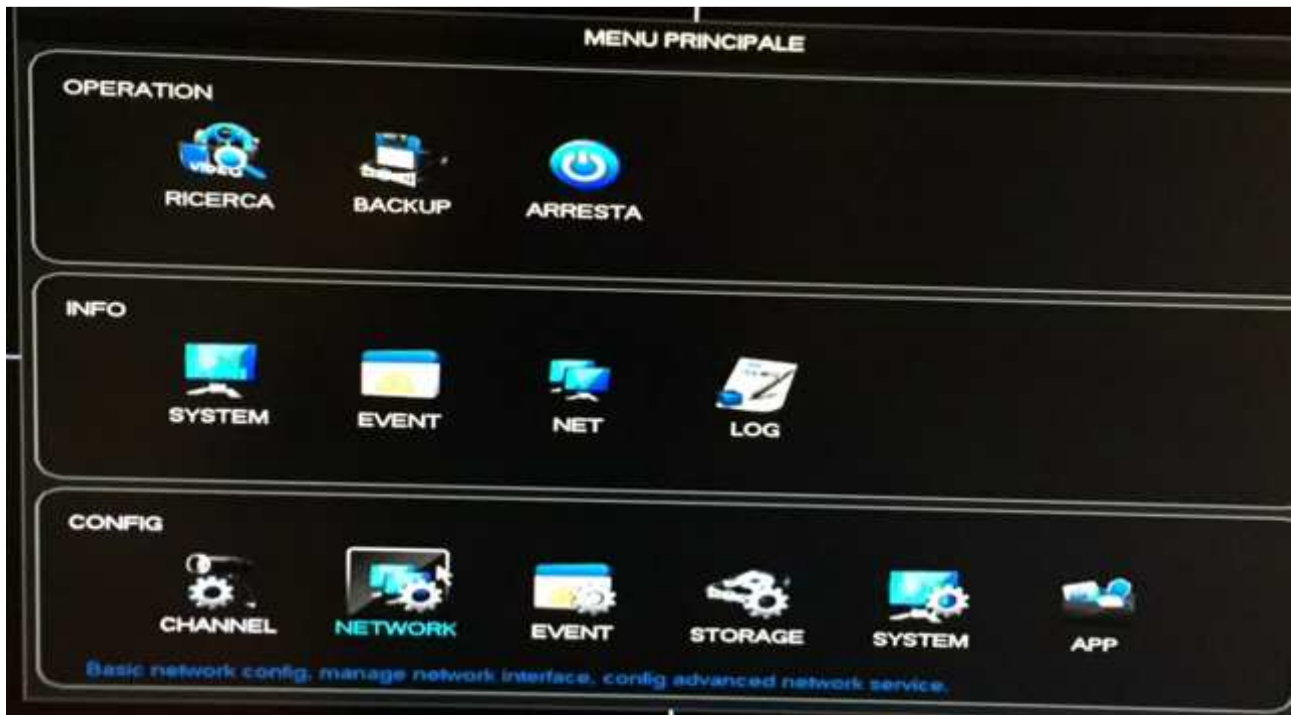 MENU PRINCIPALE
OPERATION
VIDEO
RICERCA BACKUP ARRESTA
INFO
SYSTEM EVENT NET LOG
CONFIG
CHANNEL NETWORK EVENT STORAGE SYSTEM APP
Basic network config, manage network interface, config advanced network service.